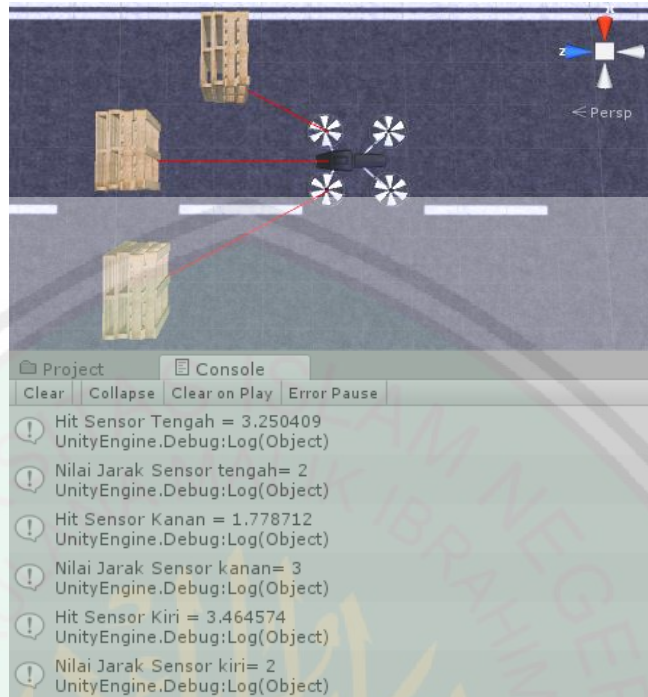 z
< Persp
Project
Console
Clear
Collapse
Clear on Play
Error Pause
Hit Sensor Tengah = 3.250409
UnityEngine.Debug:Log(Object)
Nilai Jarak Sensor tengah= 2
UnityEngine.Debug:Log(Object)
Hit Sensor Kanan = 1.778712
UnityEngine.Debug:Log(Object)
Nilai Jarak Sensor kanan= 3
UnityEngine.Debug:Log(Object)
Hit Sensor Kiri = 3.464574
UnityEngine.Debug:Log(Object)
Nilai Jarak Sensor kiri= 2
UnityEngine.Debug:Log(Object)
ISLAM NEGER
IBRAHIM